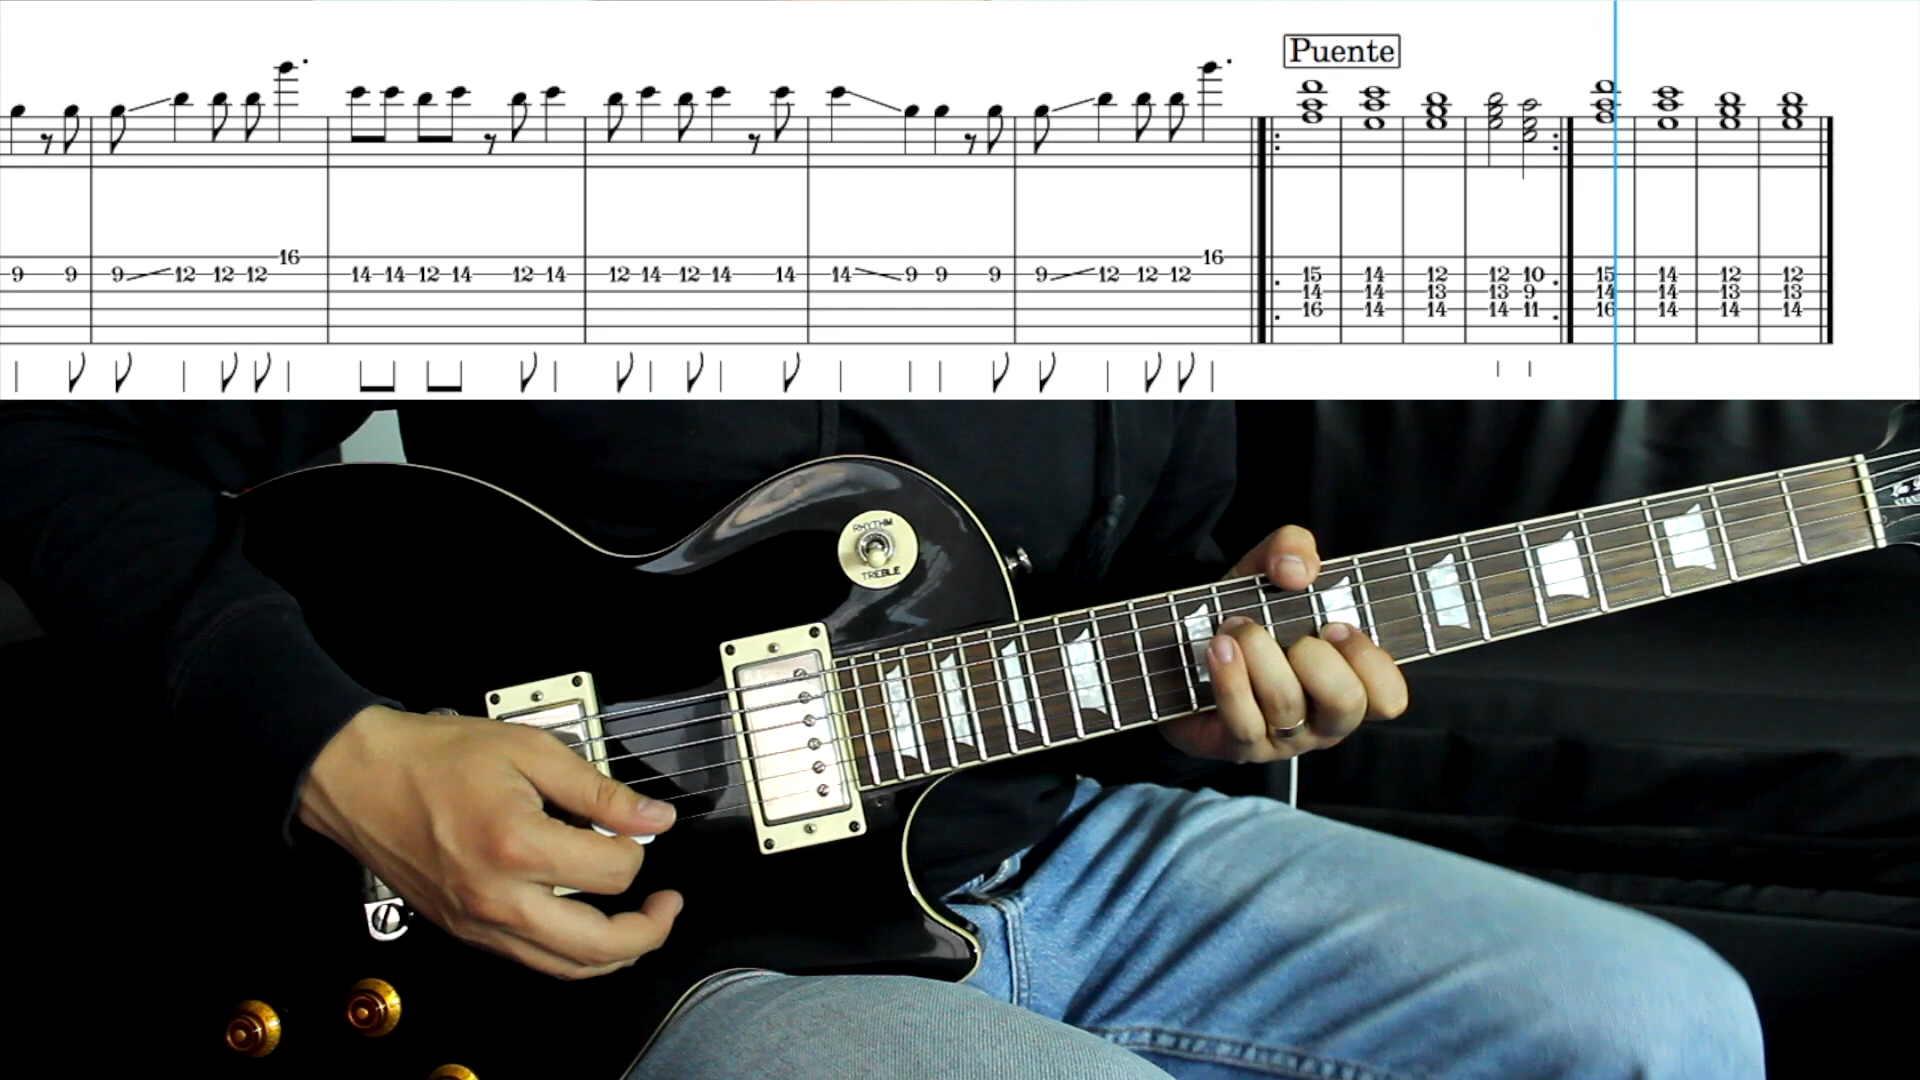 Puente
16 16
9 9 9 12 12 12 14 14 12 14 12 14 12 14 12 14 14 14 9 9 9 9 12 12 12 15 14 12 12 10 15 14 12 12
14 14 13 13 9 14 14 13 13
16 14 14 14 11 16 14 14 14
RHYTHM
TREBLE